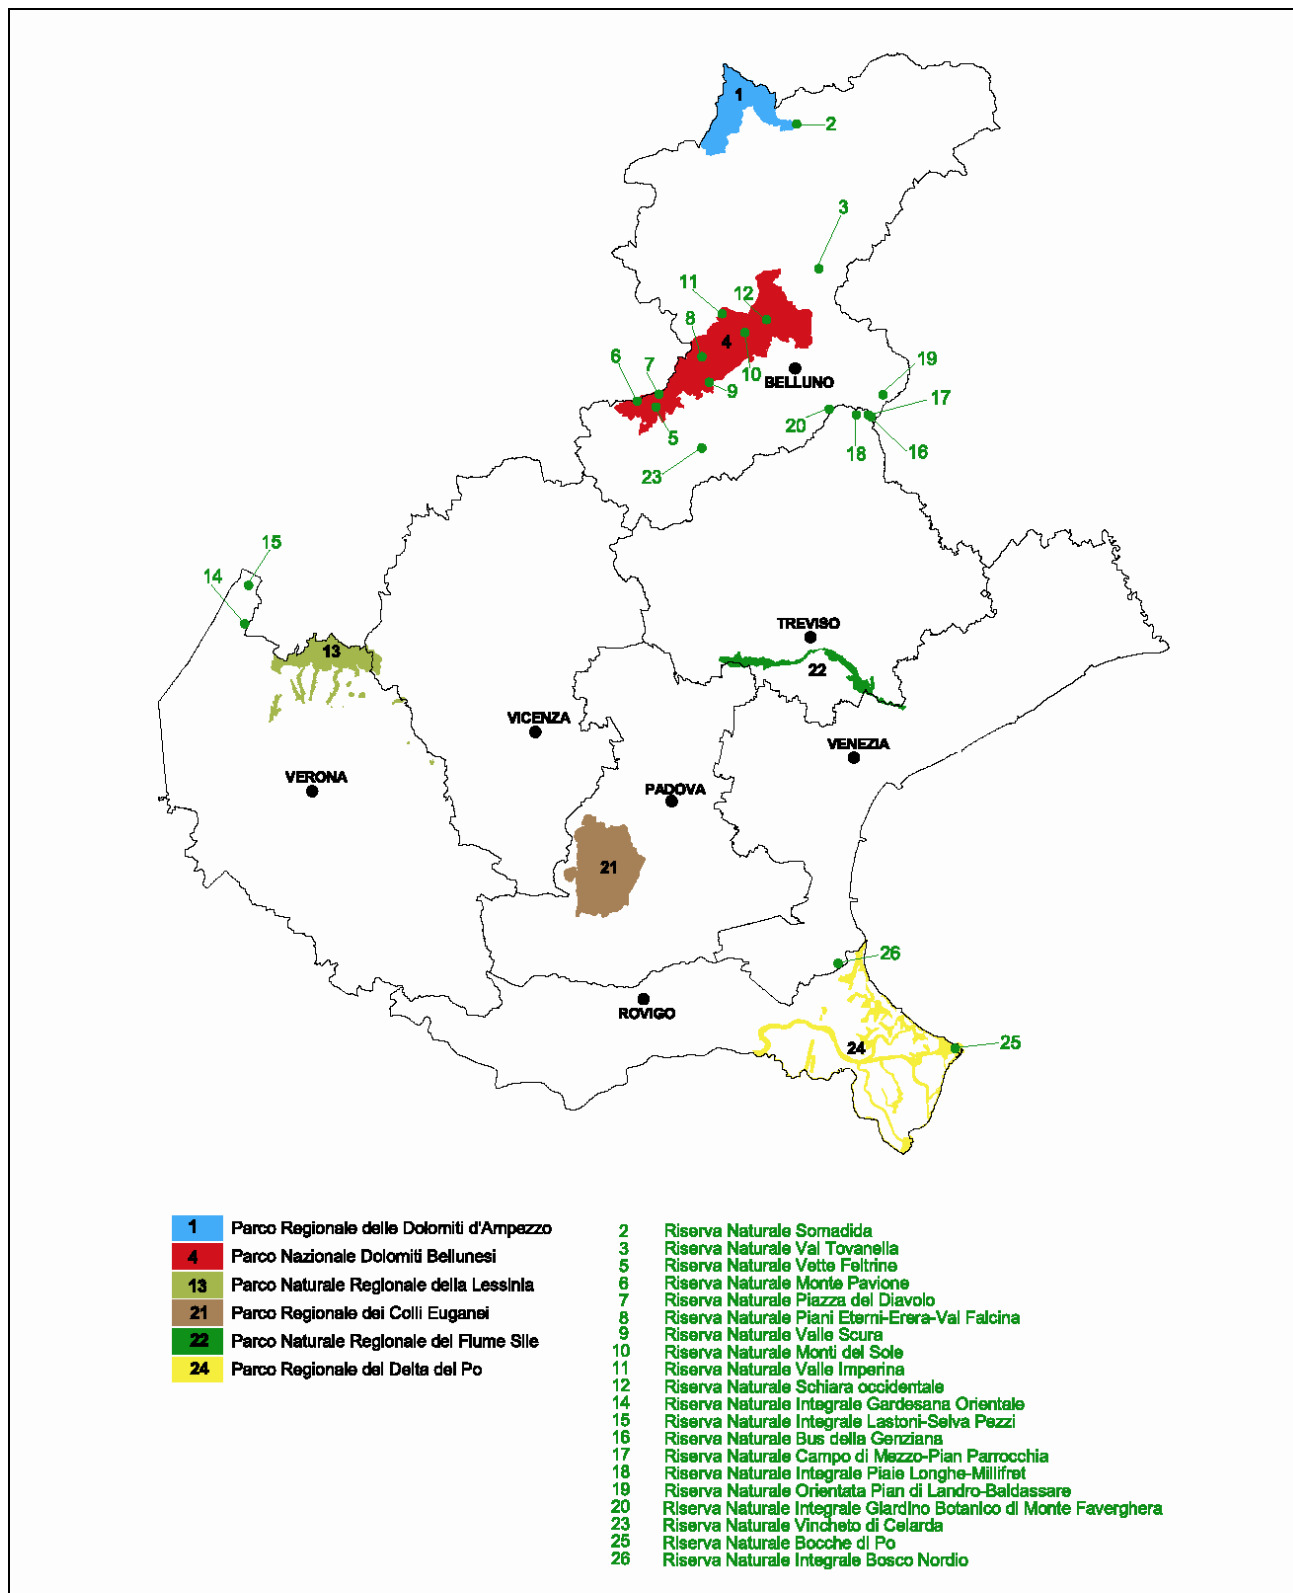 1
2
3
11
12
8
4
10
6
7
9
BELLUNO
19
17
5
20
18
16
23
15
14
13
TREVISO
22
VICENZA
VENEZIA
VERONA
PADOVA
21
26
ROVIGO
24
25
1 Parco Regionale delle Dolomiti d'Ampezzo
4 Parco Nazionale Dolomiti Bellunesi
13 Parco Naturale Regionale della Lessinia
21 Parco Regionale dei Colli Euganei
22 Parco Naturale Regionale del Fiume Sile
24 Parco Regionale del Delta del Po
2 Riserva Naturale Somadida
3 Riserva Naturale Val Tovanella
5 Riserva Naturale Vette Feltrine
6 Riserva Naturale Monte Pavione
7 Riserva Naturale Piazza del Diavolo
8 Riserva Naturale Piani Eterni-Erera-Val Falcina
9 Riserva Naturale Valle Scura
10 Riserva Naturale Monti del Sole
11 Riserva Naturale Valle Imperina
12 Riserva Naturale Schiara occidentale
14 Riserva Naturale Integrale Gardesana Orientale
15 Riserva Naturale Integrale Lastoni-Selva Pezzi
16 Riserva Naturale Bus della Genziana
17 Riserva Naturale Campo di Mezzo-Pian Parrocchia
18 Riserva Naturale Integrale Piaie Longhe-Millifret
19 Riserva Naturale Orientata Pian di Landro-Baldassare
20 Riserva Naturale Integrale Giardino Botanico di Monte Faverghera
23 Riserva Naturale Vincheto di Celarda
25 Riserva Naturale Bocche di Po
26 Riserva Naturale Integrale Bosco Nordio